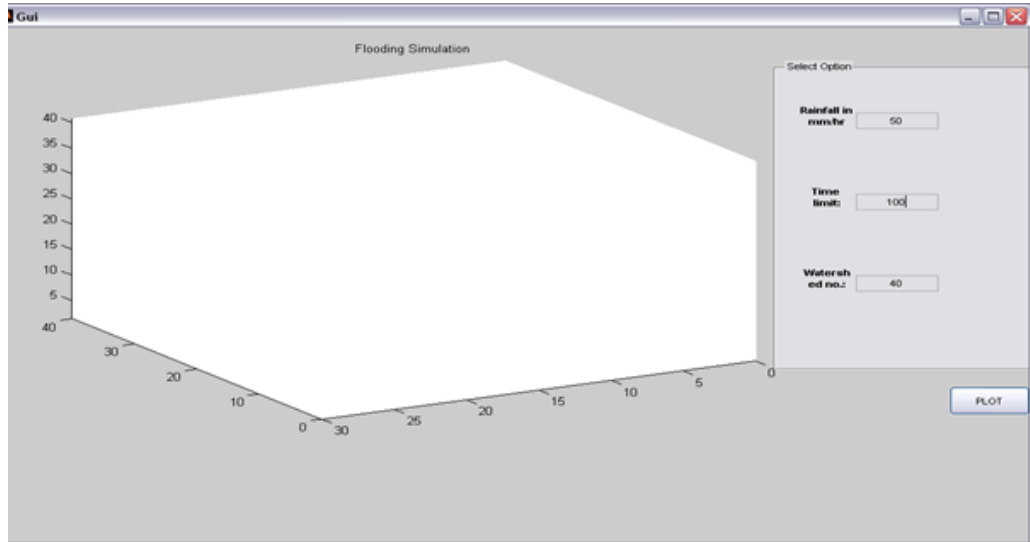 Gui
Flooding Simulation
Select Option
Rainfall in
mm/hr
50
Time
limit:
100
Watersh
ed no.:
40
PLOT
40
35
30
25
20
15
10
5
40
30
20
10
0
30
25
20
15
10
5
0